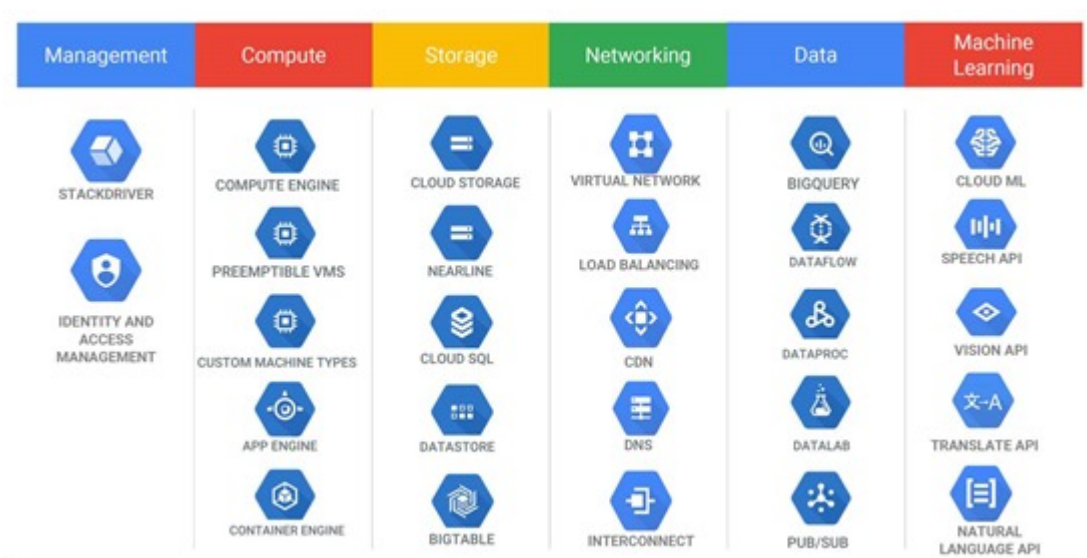 Management
Compute
Storage
Networking
Data
Machine
Learning
STACKDRIVER
IDENTITY AND
ACCESS
MANAGEMENT
COMPUTE ENGINE
PREEMPTIBLE VMS
CUSTOM MACHINE TYPES
APP ENGINE
CONTAINER ENGINE
CLOUD STORAGE
NEARLINE
CLOUD SQL
DATASTORE
BIGTABLE
VIRTUAL NETWORK
LOAD BALANCING
CDN
DNS
INTERCONNECT
BIGQUERY
DATAFLOW
DATAPROC
DATALAB
PUB/SUB
CLOUD ML
SPEECH API
VISION API
文→A
TRANSLATE API
NATURAL
LANGUAGE API